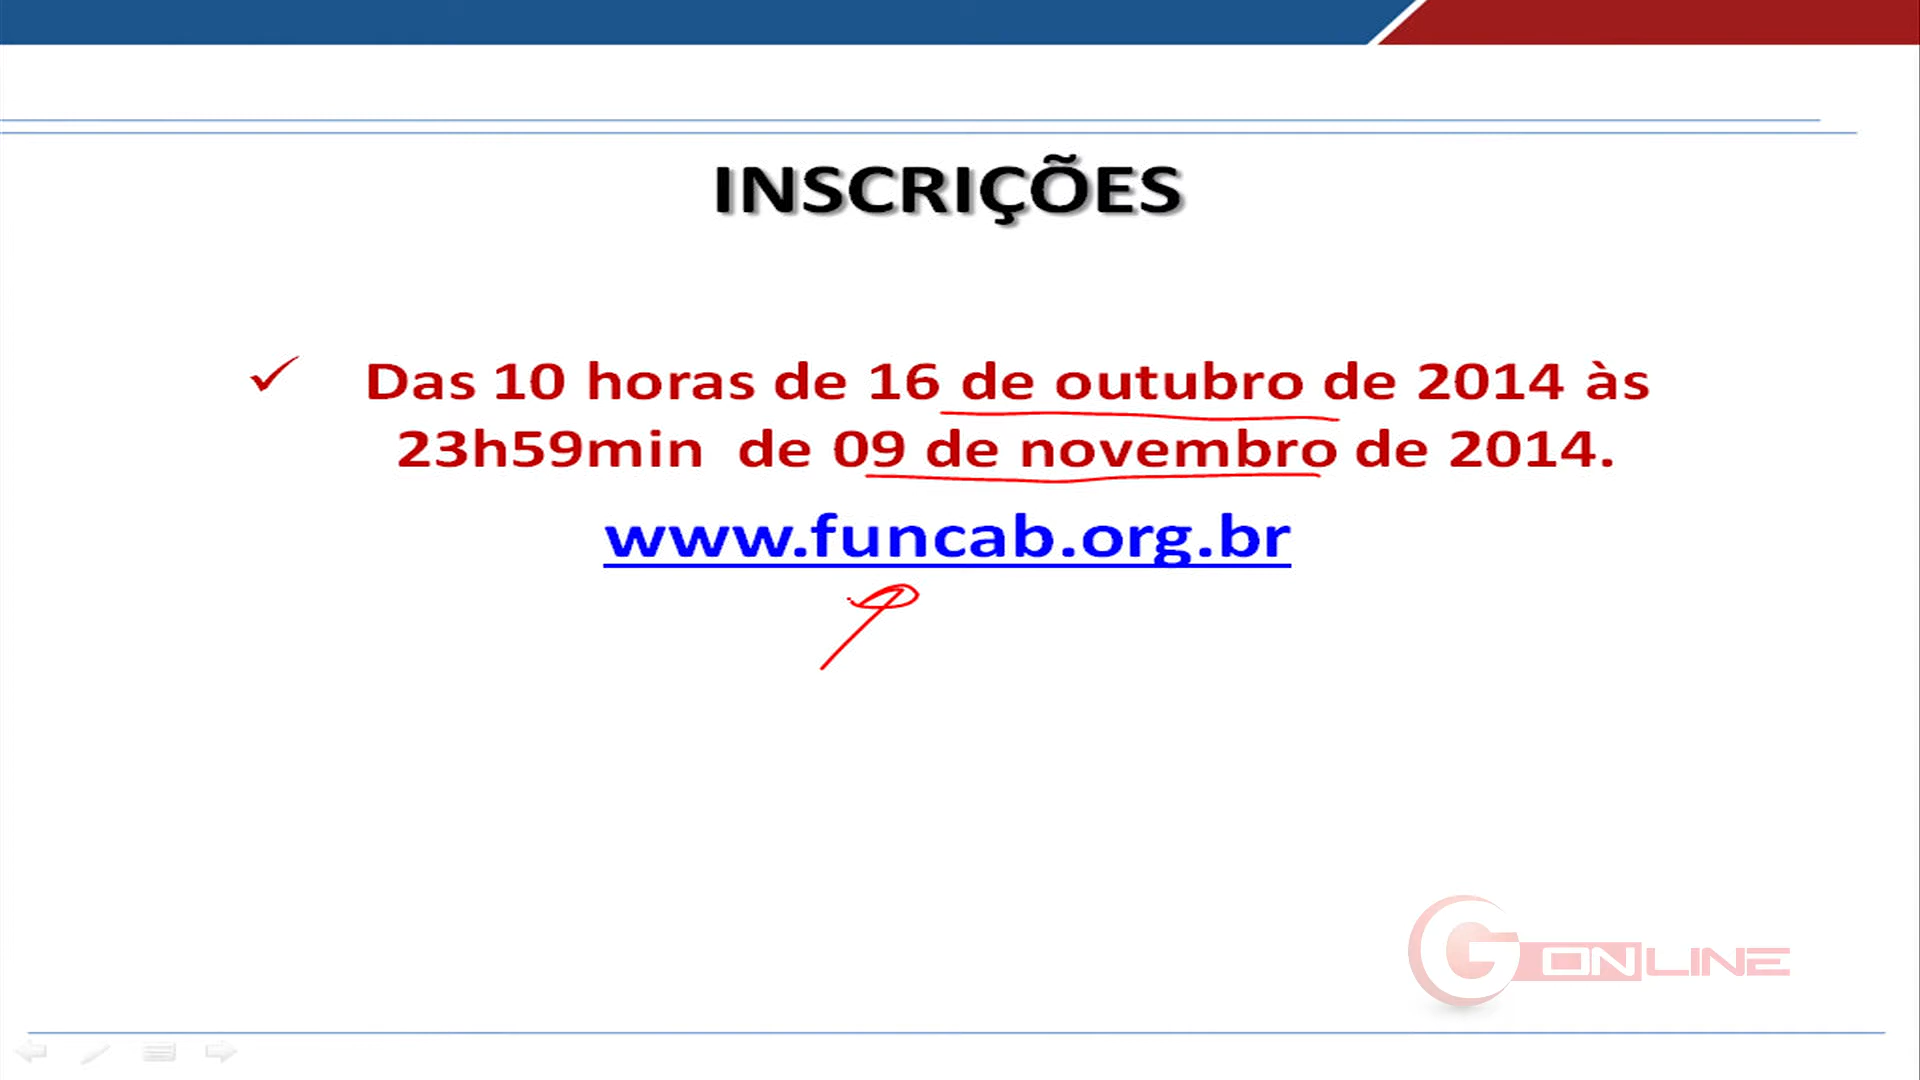 INSCRIÇÕES
Das 10 horas de 16 de outubro de 2014 às
23h59min de 09 de novembro de 2014.
www.funcab.org.br
G ONLINE